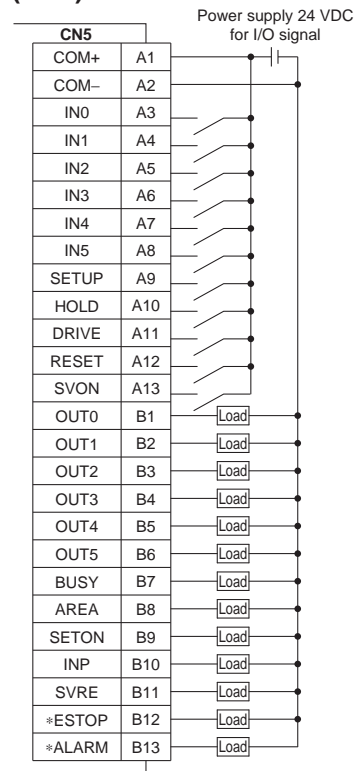 Power supply 24 VDC
for I/O signal
CN5
COM+ A1
COM− A2
IN0 A3
IN1 A4
IN2 A5
IN3 A6
IN4 A7
IN5 A8
SETUP A9
HOLD A10
DRIVE A11
RESET A12
SVON A13
OUT0 B1 Load
OUT1 B2 Load
OUT2 B3 Load
OUT3 B4 Load
OUT4 B5 Load
OUT5 B6 Load
BUSY B7 Load
AREA B8 Load
SETON B9 Load
INP B10 Load
SVRE B11 Load
∗ESTOP B12 Load
∗ALARM B13 Load